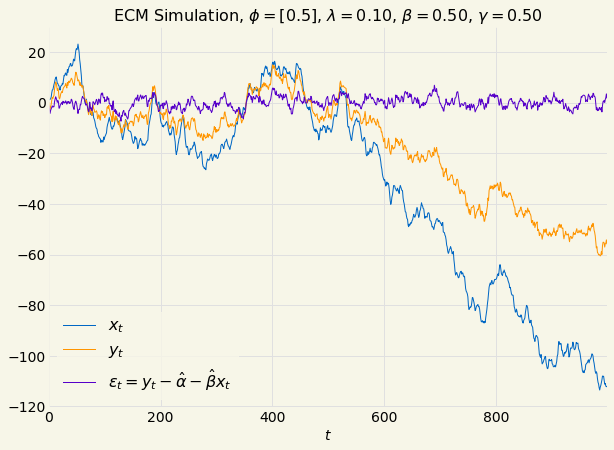 ECM Simulation, ϕ = [0.5], λ = 0.10, β = 0.50, γ = 0.50
20
0
−20
−40
−60
−80
−100
−120
x_t
y_t
ε_t = y_t − α̂ − β̂x_t
0 200 400 600 800
t